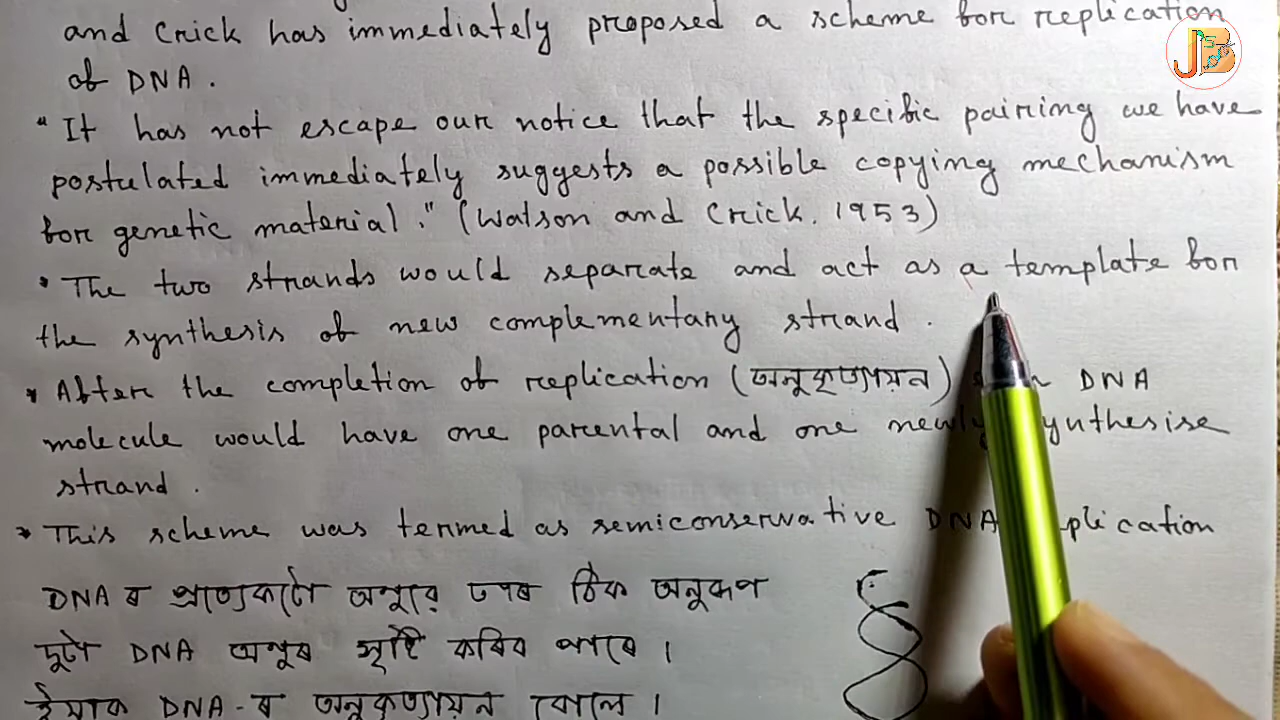 and Crick has immediately proposed a scheme for replication
of DNA.
"It has not escape our notice that the specific pairing we have
postulated immediately suggests a possible copying mechanism
for genetic material." (Watson and Crick. 1953)
• The two strands would separate and act as a template for
the synthesis of new complementary strand.
* After the completion of replication (অনুকৃত্যায়ন) DNA
molecule would have one parental and one newly synthesise
strand.
* This scheme was termed as semiconservative DNA replication
DNA ৰ প্ৰত্যেকটো অণুৱে তাৰ ঠিক অনুৰূপ
দুটা DNA অণুৰ সৃষ্টি কৰিব পাৰে।
ইয়াক DNA-ৰ অনুকৃত্যায়ন বোলে।
JB